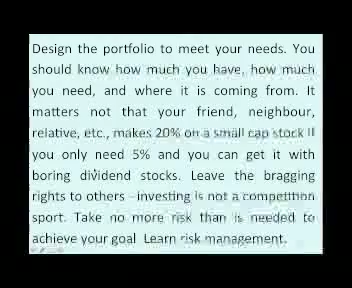 Design the portfolio to meet your needs. You
should know how much you have, how much
you need, and where it is coming from. It
matters not that your friend, neighbour,
relative, etc., makes 20% on a small cap stock If
you only need 5% and you can get it with
boring dividend stocks. Leave the bragging
rights to others - investing is not a competition
sport. Take no more risk than is needed to
achieve your goal Learn risk management.